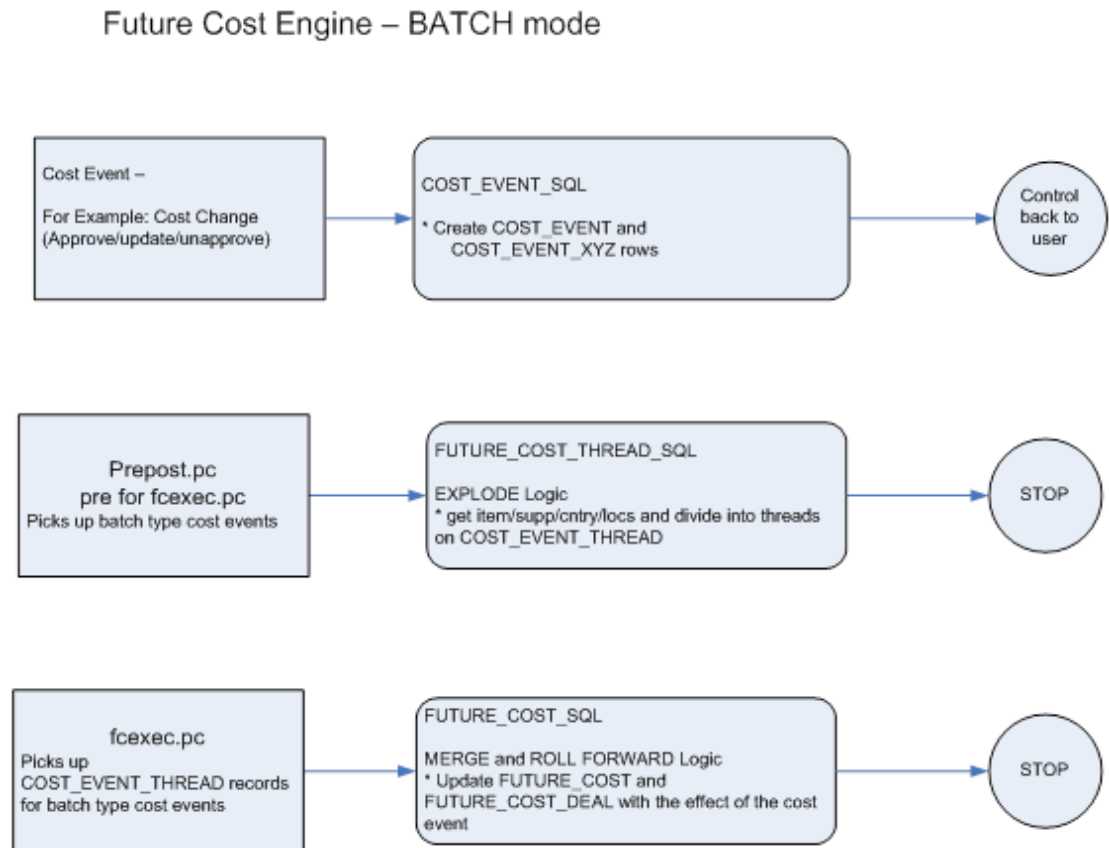 Future Cost Engine – BATCH mode
Cost Event –
For Example: Cost Change
(Approve/update/unapprove)
COST_EVENT_SQL
* Create COST_EVENT and
COST_EVENT_XYZ rows
Control
back to
user
Prepost.pc
pre for fcexec.pc
Picks up batch type cost events
FUTURE_COST_THREAD_SQL
EXPLODE Logic
* get item/supp/cntry/locs and divide into threads
on COST_EVENT_THREAD
STOP
fcexec.pc
Picks up
COST_EVENT_THREAD records
for batch type cost events
FUTURE_COST_SQL
MERGE and ROLL FORWARD Logic
* Update FUTURE_COST and
FUTURE_COST_DEAL with the effect of the cost
event
STOP